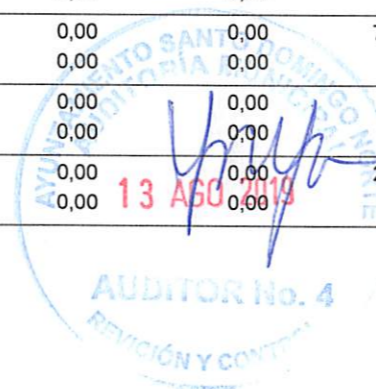 0,00 0,00
0,00 0,00
0,00 0,00
0,00 0,00
0,00 0,00
0,00 0,00
AYUNTAMIENTO SANTO DOMINGO NORTE
AUDITORÍA MUNICIPAL
13 AGO 2019
AUDITOR No. 4
REVICIÓN Y CONTROL